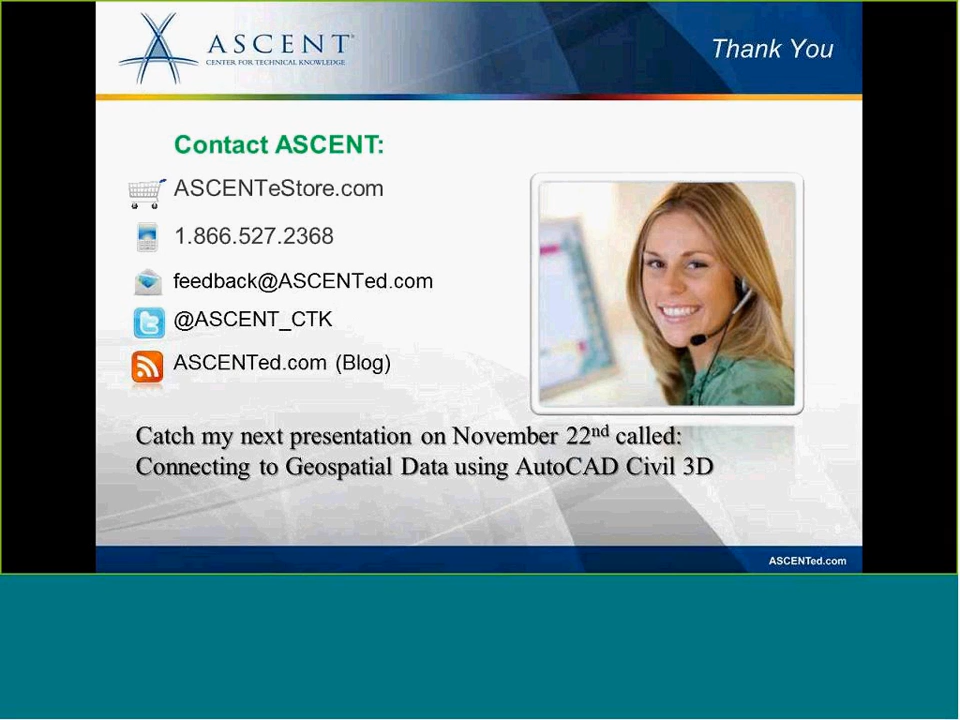 ASCENT®
CENTER FOR TECHNICAL KNOWLEDGE
Thank You
Contact ASCENT:
ASCENTeStore.com
1.866.527.2368
feedback@ASCENTed.com
@ASCENT_CTK
ASCENTed.com (Blog)
Catch my next presentation on November 22nd called:
Connecting to Geospatial Data using AutoCAD Civil 3D
ASCENTed.com